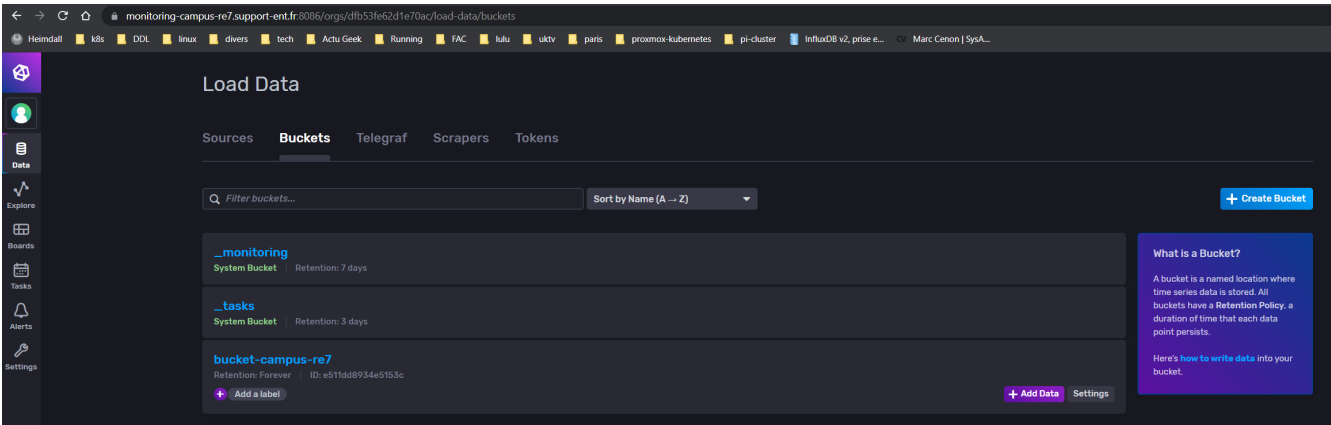 monitoring-campus-re7.support-ent.fr:8086/orgs/dfb53fe62d1e70ac/load-data/buckets
Heimdall k8s DDL linux divers tech Actu Geek Running FAC lulu uktv paris proxmox-kubernetes pi-cluster InfluxDB v2, prise e... CV Marc Cenon | SysA...
Load Data
Sources Buckets Telegraf Scrapers Tokens
Data
Explore
Boards
Tasks
Alerts
Settings
Filter buckets...
Sort by Name (A → Z)
+ Create Bucket
_monitoring
System Bucket Retention: 7 days
_tasks
System Bucket Retention: 3 days
bucket-campus-re7
Retention: Forever ID: e511dd8934e5153c
+ Add a label
+ Add Data Settings
What is a Bucket?
A bucket is a named location where
time series data is stored. All
buckets have a Retention Policy, a
duration of time that each data
point persists.
Here's how to write data into your
bucket.